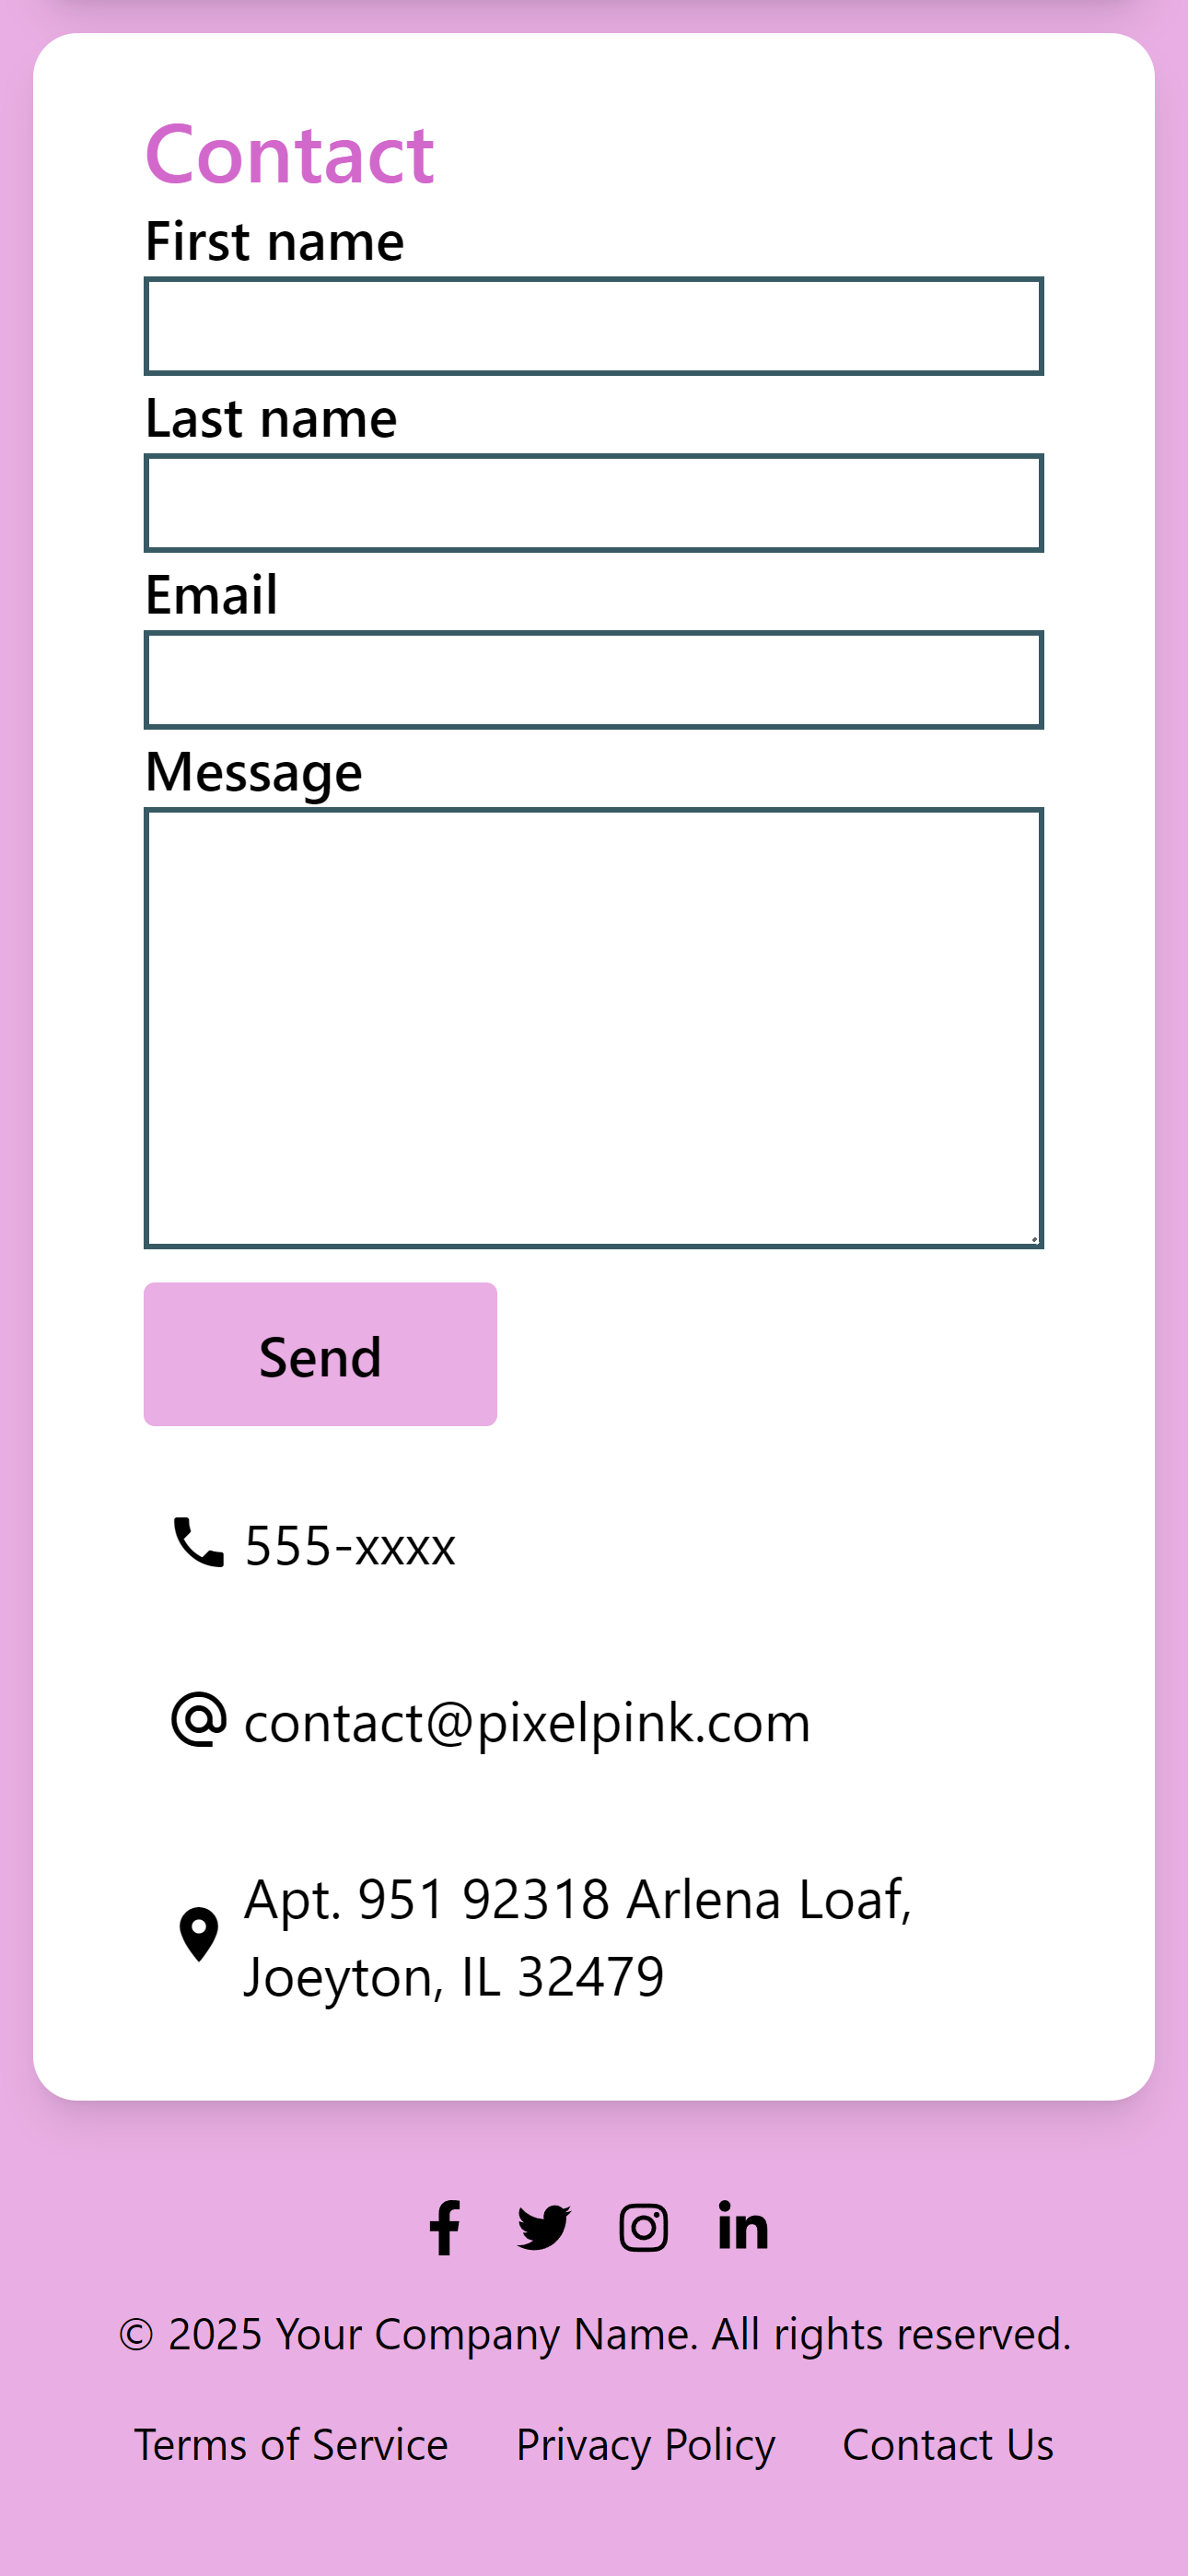 Contact
First name
Last name
Email
Message
Send
555-xxxx
contact@pixelpink.com
Apt. 951 92318 Arlena Loaf,
Joeyton, IL 32479
© 2025 Your Company Name. All rights reserved.
Terms of Service Privacy Policy Contact Us